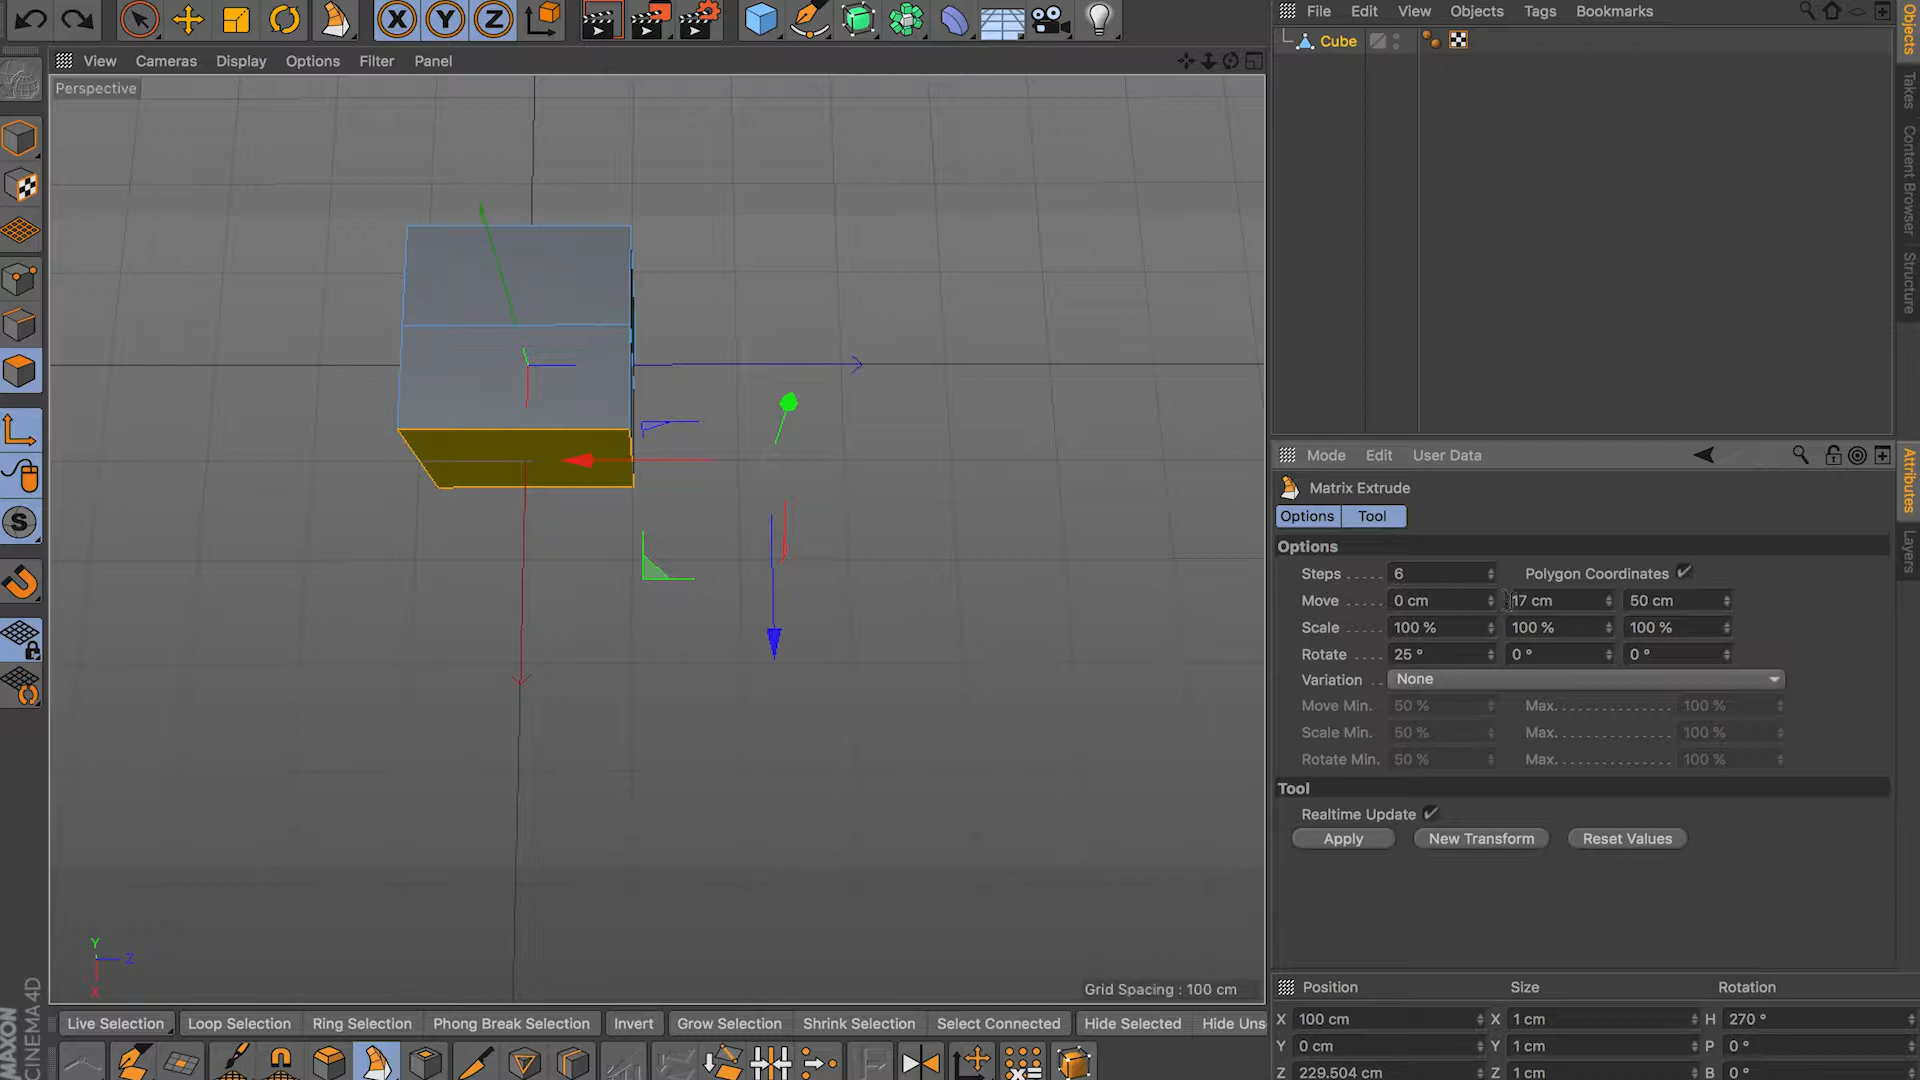 File Edit View Objects Tags Bookmarks
Cube
View Cameras Display Options Filter Panel
Perspective
X Y Z
S
Objects
Takes
Content Browser
Structure
Mode Edit User Data
Matrix Extrude
Options Tool
Options
Steps ..... 6 Polygon Coordinates
Move ..... 0 cm 17 cm 50 cm
Scale ..... 100 % 100 % 100 %
Rotate .... 25 ° 0 ° 0 °
Variation .. None
Move Min. 50 % Max. 100 %
Scale Min. 50 % Max. 100 %
Rotate Min. 50 % Max. 100 %
Tool
Realtime Update
Apply New Transform Reset Values
Attributes
Layers
Y
Z
X
Grid Spacing : 100 cm
Live Selection Loop Selection Ring Selection Phong Break Selection Invert Grow Selection Shrink Selection Select Connected Hide Selected Hide Uns
Position Size Rotation
X 100 cm X 1 cm H 270 °
Y 0 cm Y 1 cm P 0 °
Z 229.504 cm Z 1 cm B 0 °
MAXON
CINEMA 4D